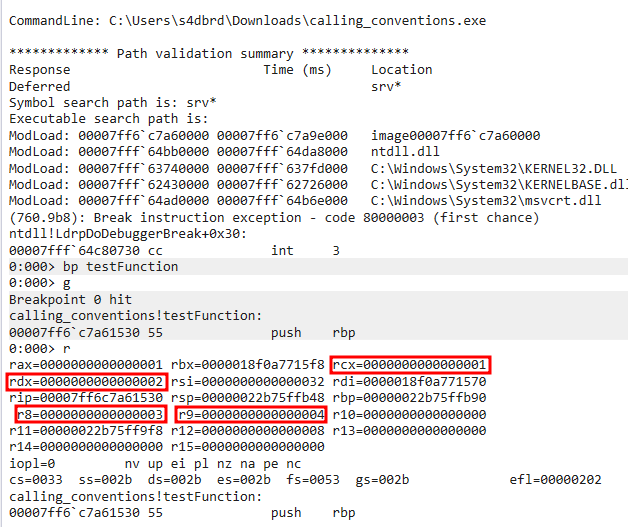 CommandLine: C:\Users\s4dbrd\Downloads\calling_conventions.exe
************* Path validation summary **************
Response                         Time (ms)     Location
Deferred                                       srv*
Symbol search path is: srv*
Executable search path is:
ModLoad: 00007ff6`c7a60000 00007ff6`c7a9e000   image00007ff6`c7a60000
ModLoad: 00007fff`64bb0000 00007fff`64da8000   ntdll.dll
ModLoad: 00007fff`63740000 00007fff`637fd000   C:\Windows\System32\KERNEL32.DLL
ModLoad: 00007fff`62430000 00007fff`62726000   C:\Windows\System32\KERNELBASE.dll
ModLoad: 00007fff`64ad0000 00007fff`64b6e000   C:\Windows\System32\msvcrt.dll
(760.9b8): Break instruction exception - code 80000003 (first chance)
ntdll!LdrpDoDebuggerBreak+0x30:
00007fff`64c80730 cc              int     3
0:000> bp testFunction
0:000> g
Breakpoint 0 hit
calling_conventions!testFunction:
00007ff6`c7a61530 55              push    rbp
0:000> r
rax=0000000000000001 rbx=0000018f0a7715f8 rcx=0000000000000001
rdx=0000000000000002 rsi=0000000000000032 rdi=0000018f0a771570
rip=00007ff6c7a61530 rsp=00000022b75ffb48 rbp=00000022b75ffb90
 r8=0000000000000003  r9=0000000000000004 r10=0000000000000000
r11=00000022b75ff9f8 r12=0000000000000008 r13=0000000000000000
r14=0000000000000000 r15=0000000000000000
iopl=0         nv up ei pl nz na pe nc
cs=0033  ss=002b  ds=002b  es=002b  fs=0053  gs=002b             efl=00000202
calling_conventions!testFunction:
00007ff6`c7a61530 55              push    rbp